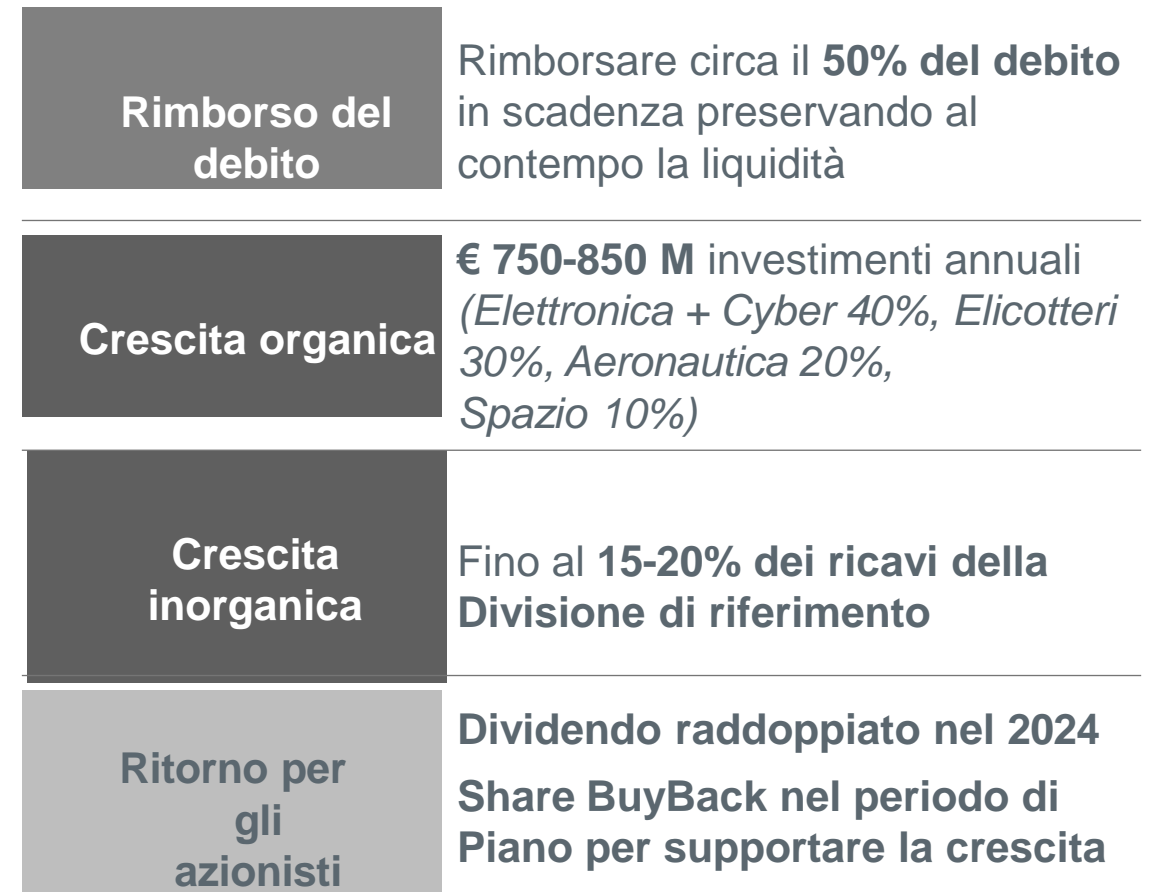 Rimborso del
debito
Rimborsare circa il 50% del debito
in scadenza preservando al
contempo la liquidità
Crescita organica
€ 750-850 M investimenti annuali
(Elettronica + Cyber 40%, Elicotteri
30%, Aeronautica 20%,
Spazio 10%)
Crescita
inorganica
Fino al 15-20% dei ricavi della
Divisione di riferimento
Ritorno per
gli
azionisti
Dividendo raddoppiato nel 2024
Share BuyBack nel periodo di
Piano per supportare la crescita